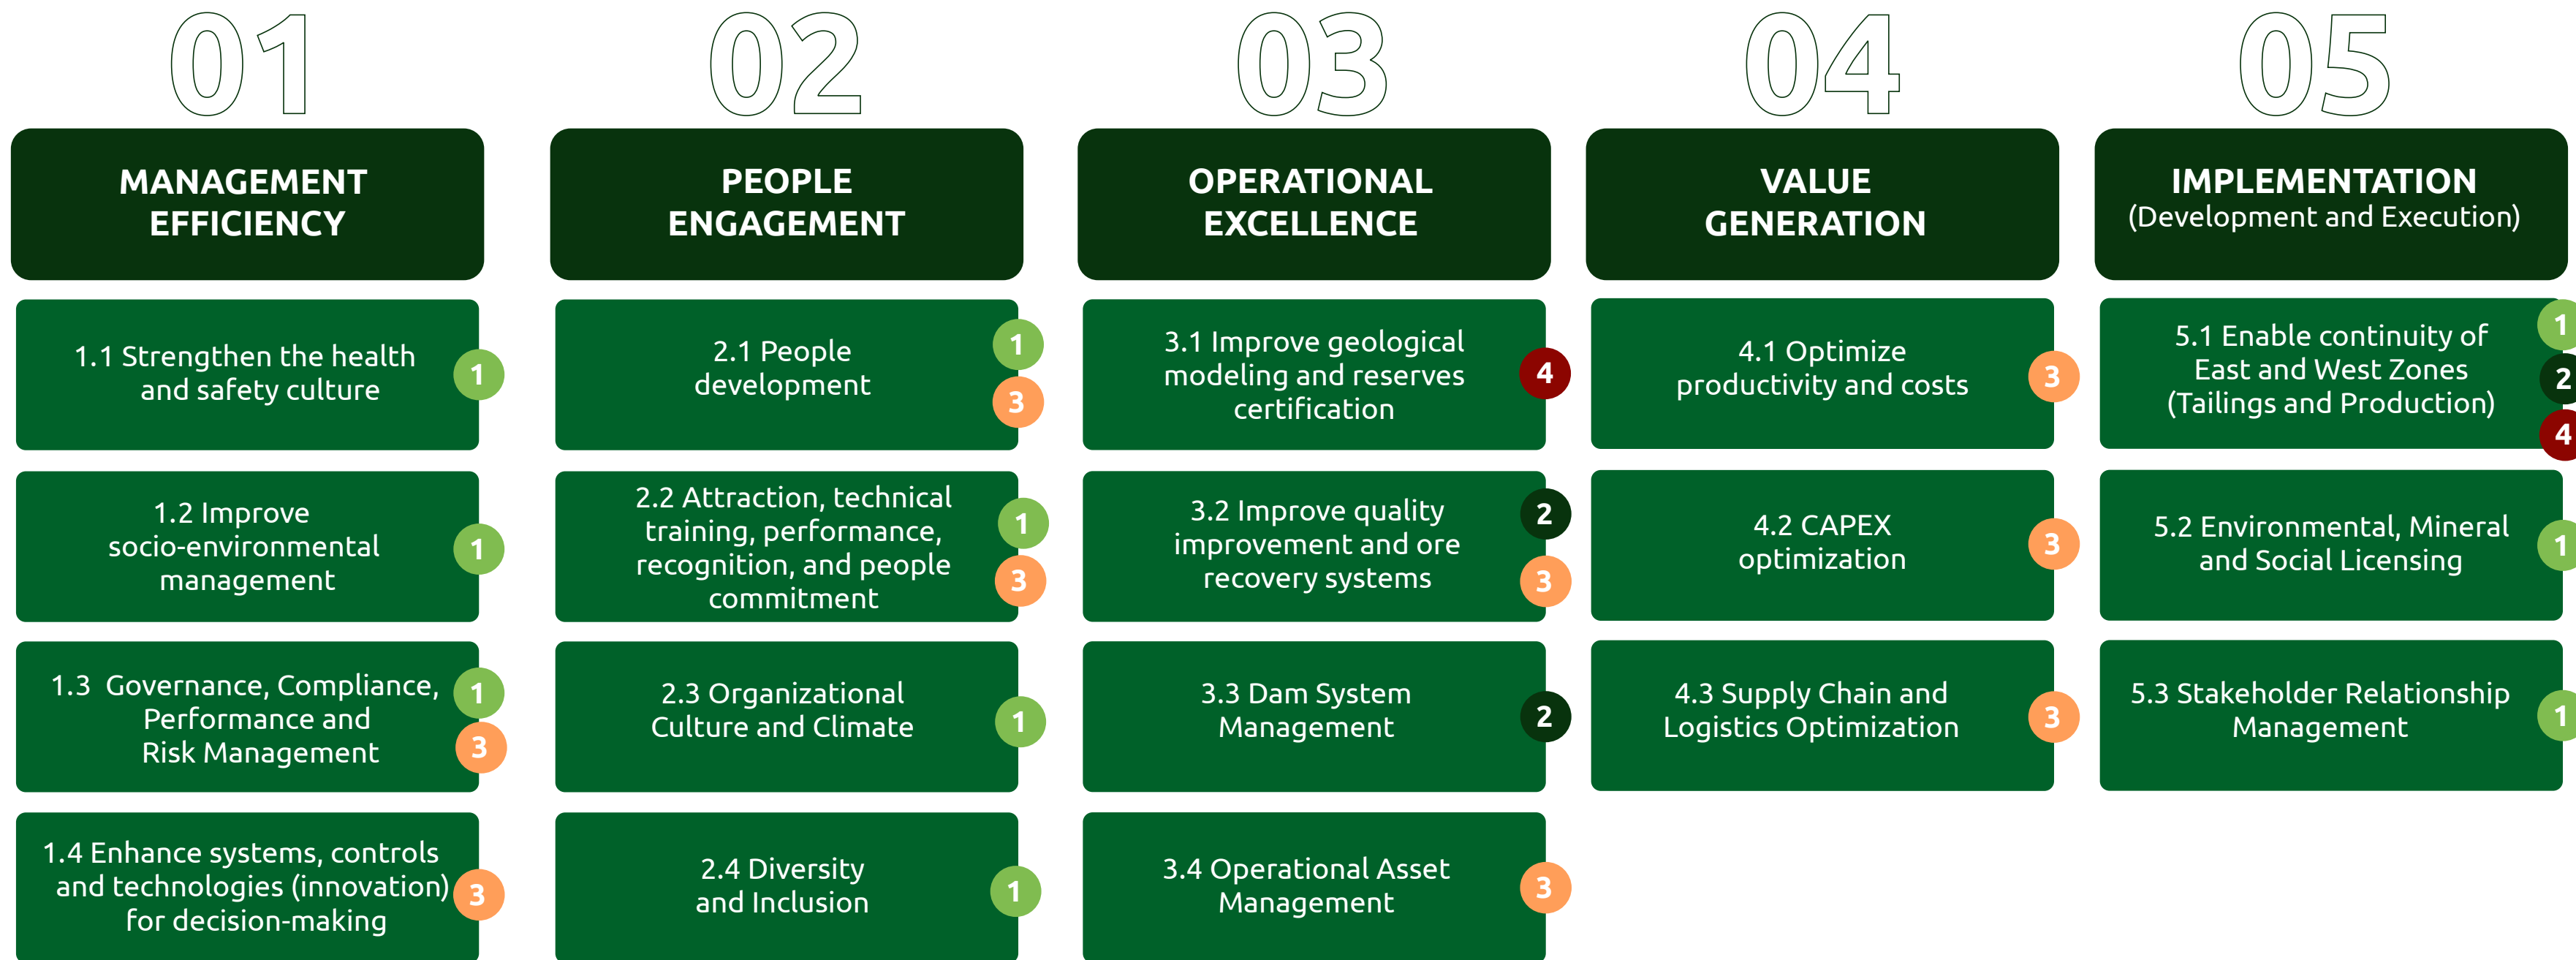 01
MANAGEMENT
EFFICIENCY
1.1 Strengthen the health
and safety culture
1
1.2 Improve
socio-environmental
management
1
1.3 Governance, Compliance,
Performance and
Risk Management
1
3
1.4 Enhance systems, controls
and technologies (innovation)
for decision-making
3
02
PEOPLE
ENGAGEMENT
2.1 People
development
1
3
2.2 Attraction, technical
training, performance,
recognition, and people
commitment
1
3
2.3 Organizational
Culture and Climate
1
2.4 Diversity
and Inclusion
1
03
OPERATIONAL
EXCELLENCE
3.1 Improve geological
modeling and reserves
certification
4
3.2 Improve quality
improvement and ore
recovery systems
2
3
3.3 Dam System
Management
2
3.4 Operational Asset
Management
3
04
VALUE
GENERATION
4.1 Optimize
productivity and costs
3
4.2 CAPEX
optimization
3
4.3 Supply Chain and
Logistics Optimization
3
05
IMPLEMENTATION
(Development and Execution)
5.1 Enable continuity of
East and West Zones
(Tailings and Production)
1
2
4
5.2 Environmental, Mineral
and Social Licensing
1
5.3 Stakeholder Relationship
Management
1